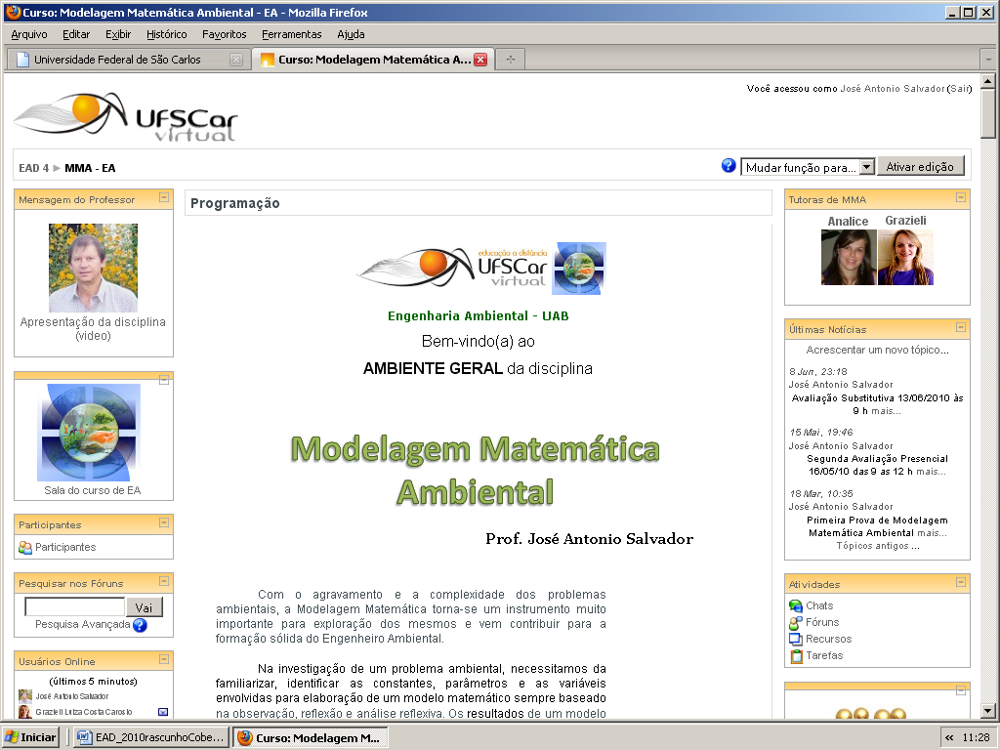 Curso: Modelagem Matemática Ambiental - EA - Mozilla Firefox
Arquivo Editar Exibir Histórico Favoritos Ferramentas Ajuda
Universidade Federal de São Carlos
Curso: Modelagem Matemática A...
Você acessou como José Antonio Salvador (Sair)
UFSCar
virtual
EAD 4 ► MMA - EA
Mudar função para...
Ativar edição
Mensagem do Professor
Apresentação da disciplina
(video)
Sala do curso de EA
Participantes
Participantes
Pesquisar nos Fóruns
Vai
Pesquisa Avançada
Usuários Online
(últimos 5 minutos)
José Antonio Salvador
Grazieli Luiza Costa Carosio
Programação
educação a distância
UFSCar
virtual
Engenharia Ambiental - UAB
Bem-vindo(a) ao
AMBIENTE GERAL da disciplina
Modelagem Matemática
Ambiental
Prof. José Antonio Salvador
Com o agravamento e a complexidade dos problemas
ambientais, a Modelagem Matemática torna-se um instrumento muito
importante para exploração dos mesmos e vem contribuir para a
formação sólida do Engenheiro Ambiental.
Na investigação de um problema ambiental, necessitamos da
familiarizar, identificar as constantes, parâmetros e as variáveis
envolvidas para elaboração de um modelo matemático sempre baseado
na observação, reflexão e análise reflexiva. Os resultados de um modelo
Tutoras de MMA
Analice Grazieli
Últimas Notícias
Acrescentar um novo tópico...
8 Jun, 23:18
José Antonio Salvador
Avaliação Substitutiva 13/06/2010 às
9 h mais...
15 Mai, 19:46
José Antonio Salvador
Segunda Avaliação Presencial
16/05/10 das 9 as 12 h mais...
18 Mar, 10:35
José Antonio Salvador
Primeira Prova de Modelagem
Matemática Ambiental mais...
Tópicos antigos ...
Atividades
Chats
Fóruns
Recursos
Tarefas
Iniciar
EAD_2010rascunhoCobe...
Curso: Modelagem M...
« 11:28